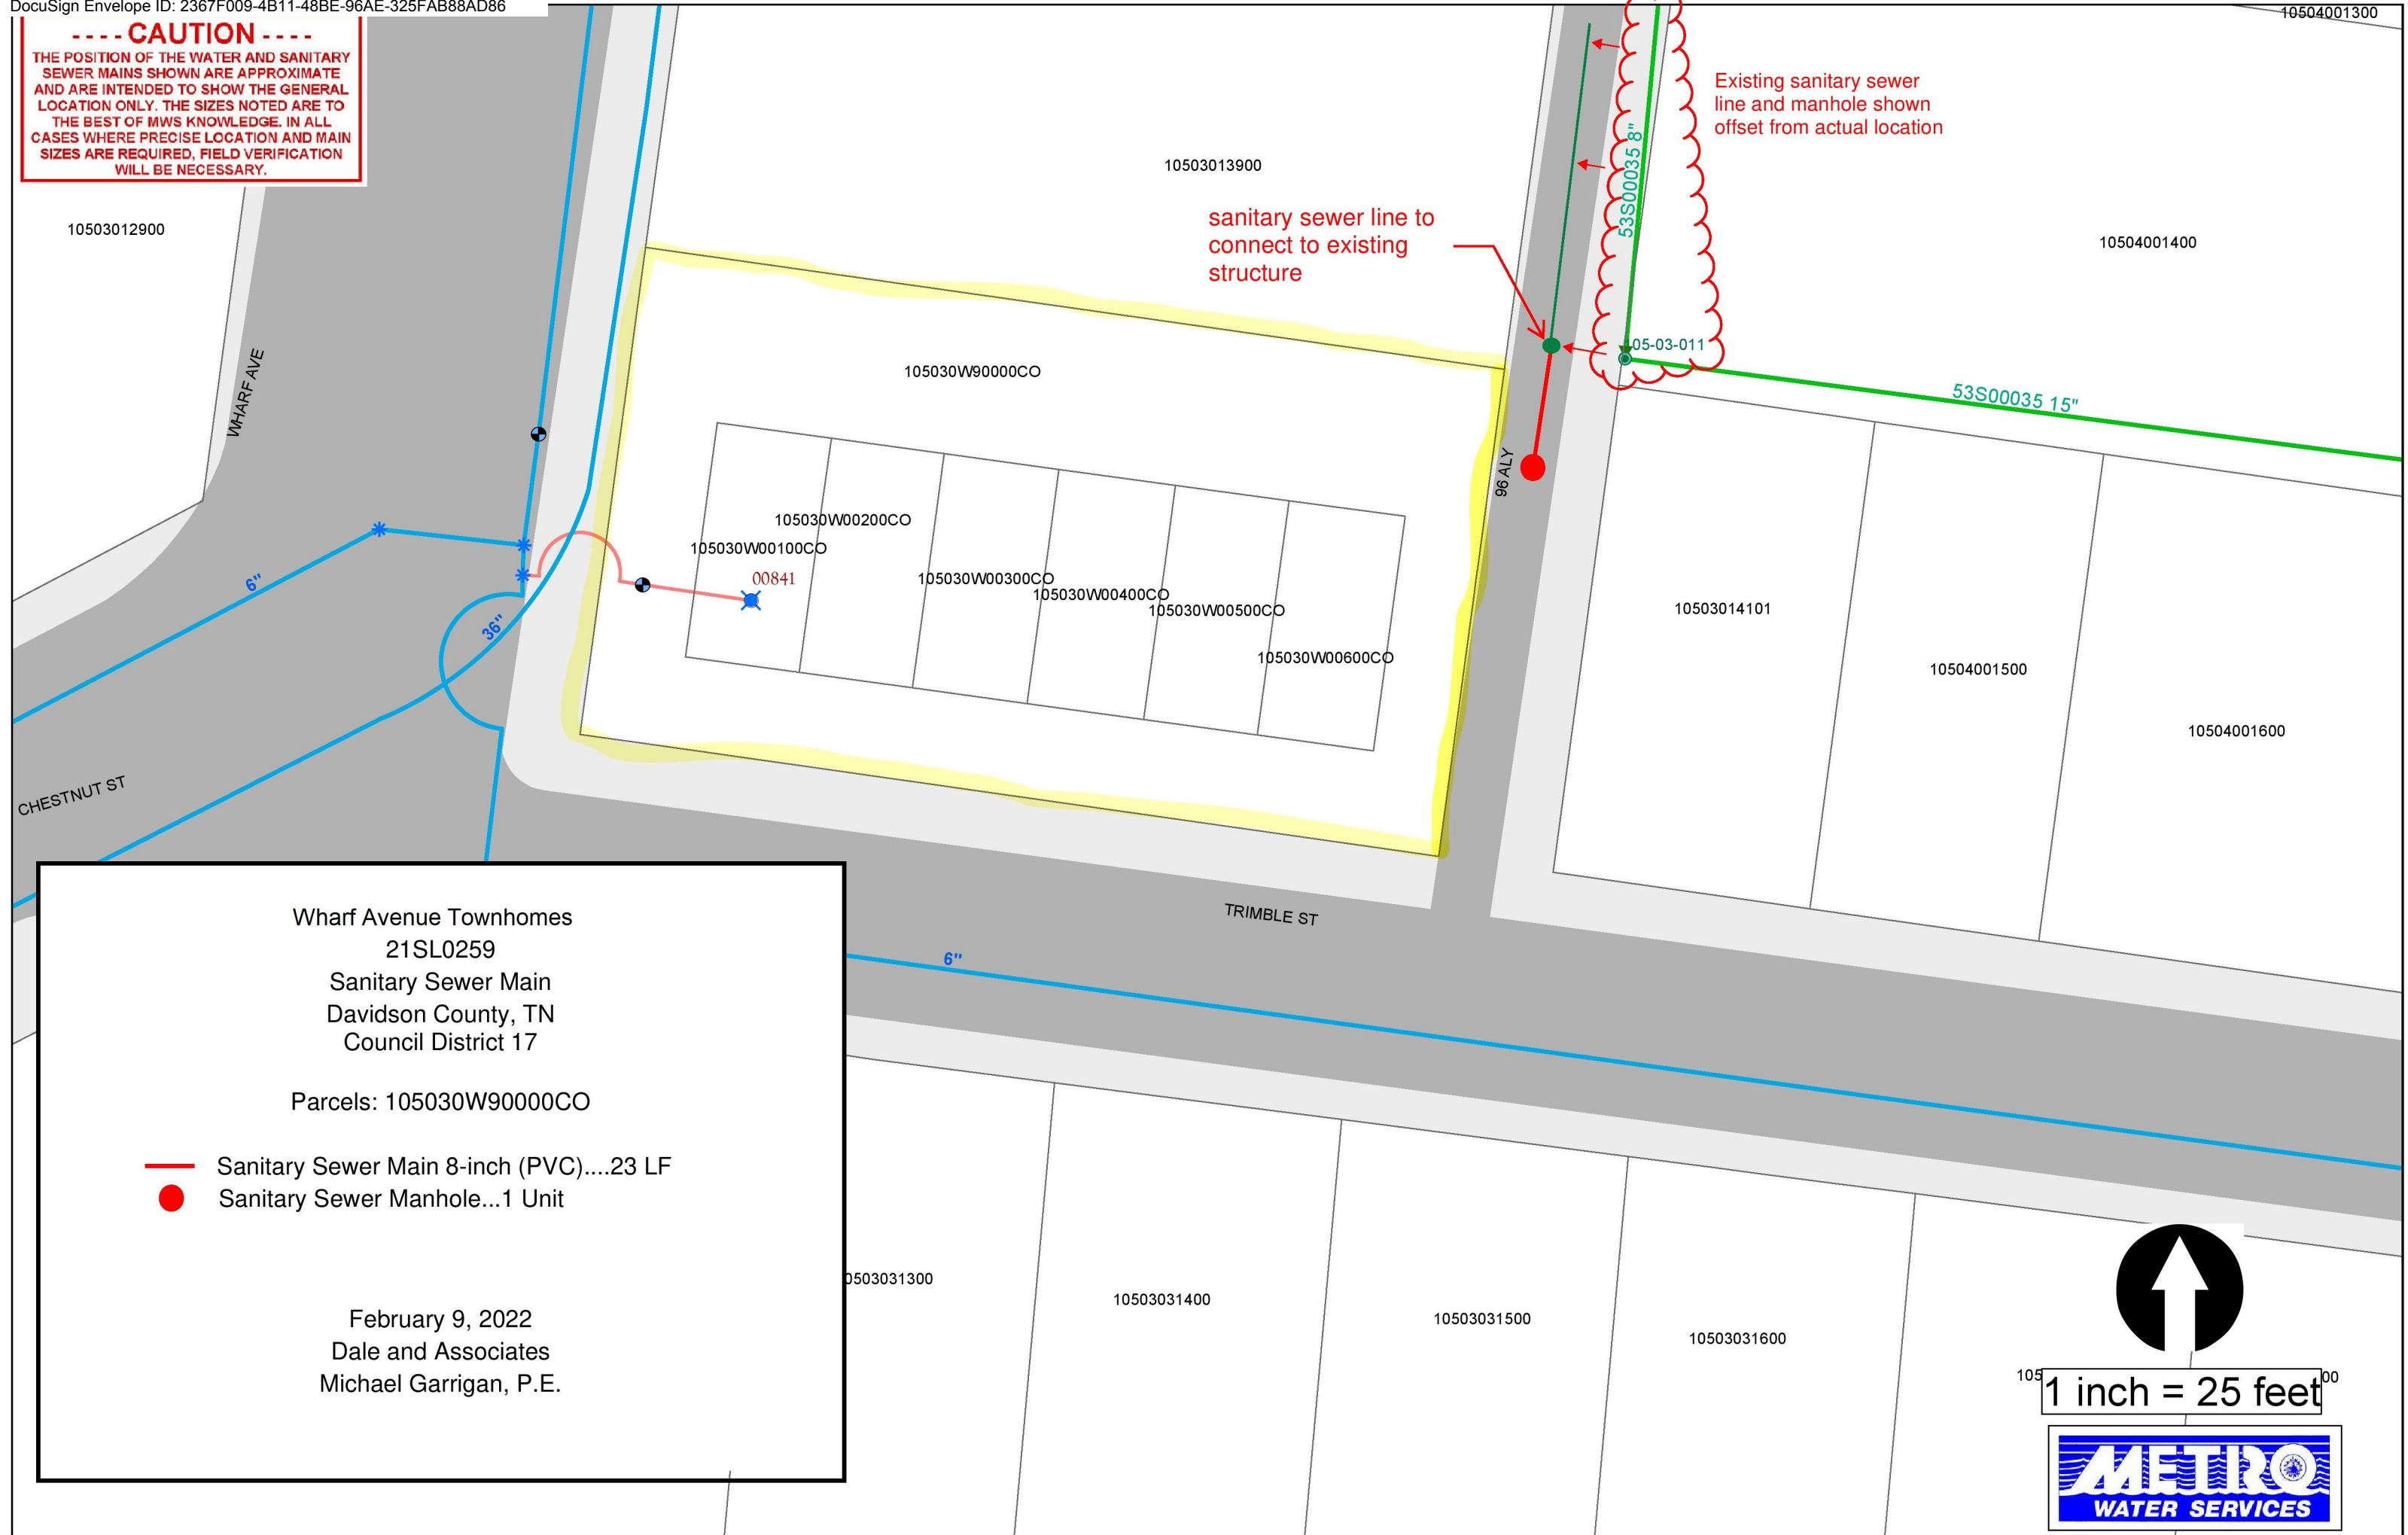 DocuSign Envelope ID: 2367F009-4B11-48BE-96AE-325FAB88AD86
- - - - CAUTION - - - -
THE POSITION OF THE WATER AND SANITARY
SEWER MAINS SHOWN ARE APPROXIMATE
AND ARE INTENDED TO SHOW THE GENERAL
LOCATION ONLY. THE SIZES NOTED ARE TO
THE BEST OF MWS KNOWLEDGE. IN ALL
CASES WHERE PRECISE LOCATION AND MAIN
SIZES ARE REQUIRED, FIELD VERIFICATION
WILL BE NECESSARY.
10504001300
Existing sanitary sewer
line and manhole shown
offset from actual location
53S00035 8"
10503013900
10503012900
sanitary sewer line to
connect to existing
structure
10504001400
105-03-011
53S00035 15"
WHARF AVE
105030W90000CO
96 ALY
105030W00200CO
105030W00100CO
00841
105030W00300CO
105030W00400CO
105030W00500CO
105030W00600CO
6"
36"
10503014101
10504001500
10504001600
CHESTNUT ST
TRIMBLE ST
6"
Wharf Avenue Townhomes
21SL0259
Sanitary Sewer Main
Davidson County, TN
Council District 17
Parcels: 105030W90000CO
Sanitary Sewer Main 8-inch (PVC)....23 LF
Sanitary Sewer Manhole...1 Unit
February 9, 2022
Dale and Associates
Michael Garrigan, P.E.
0503031300
10503031400
10503031500
10503031600
105
00
1 inch = 25 feet
METRO
WATER SERVICES